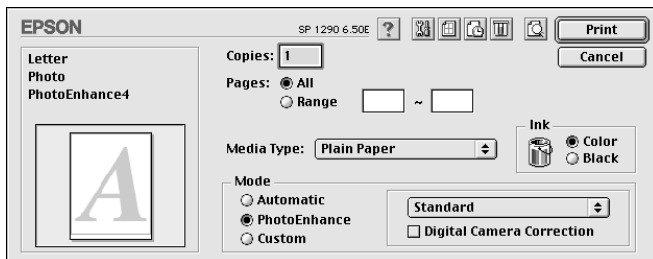 EPSON
SP 1290 6.50E
?
Print
Cancel
Letter
Photo
PhotoEnhance4
A
Copies: 1
Pages: All
Range ~
Media Type: Plain Paper
Ink
Color
Black
Mode
Automatic
PhotoEnhance
Custom
Standard
Digital Camera Correction